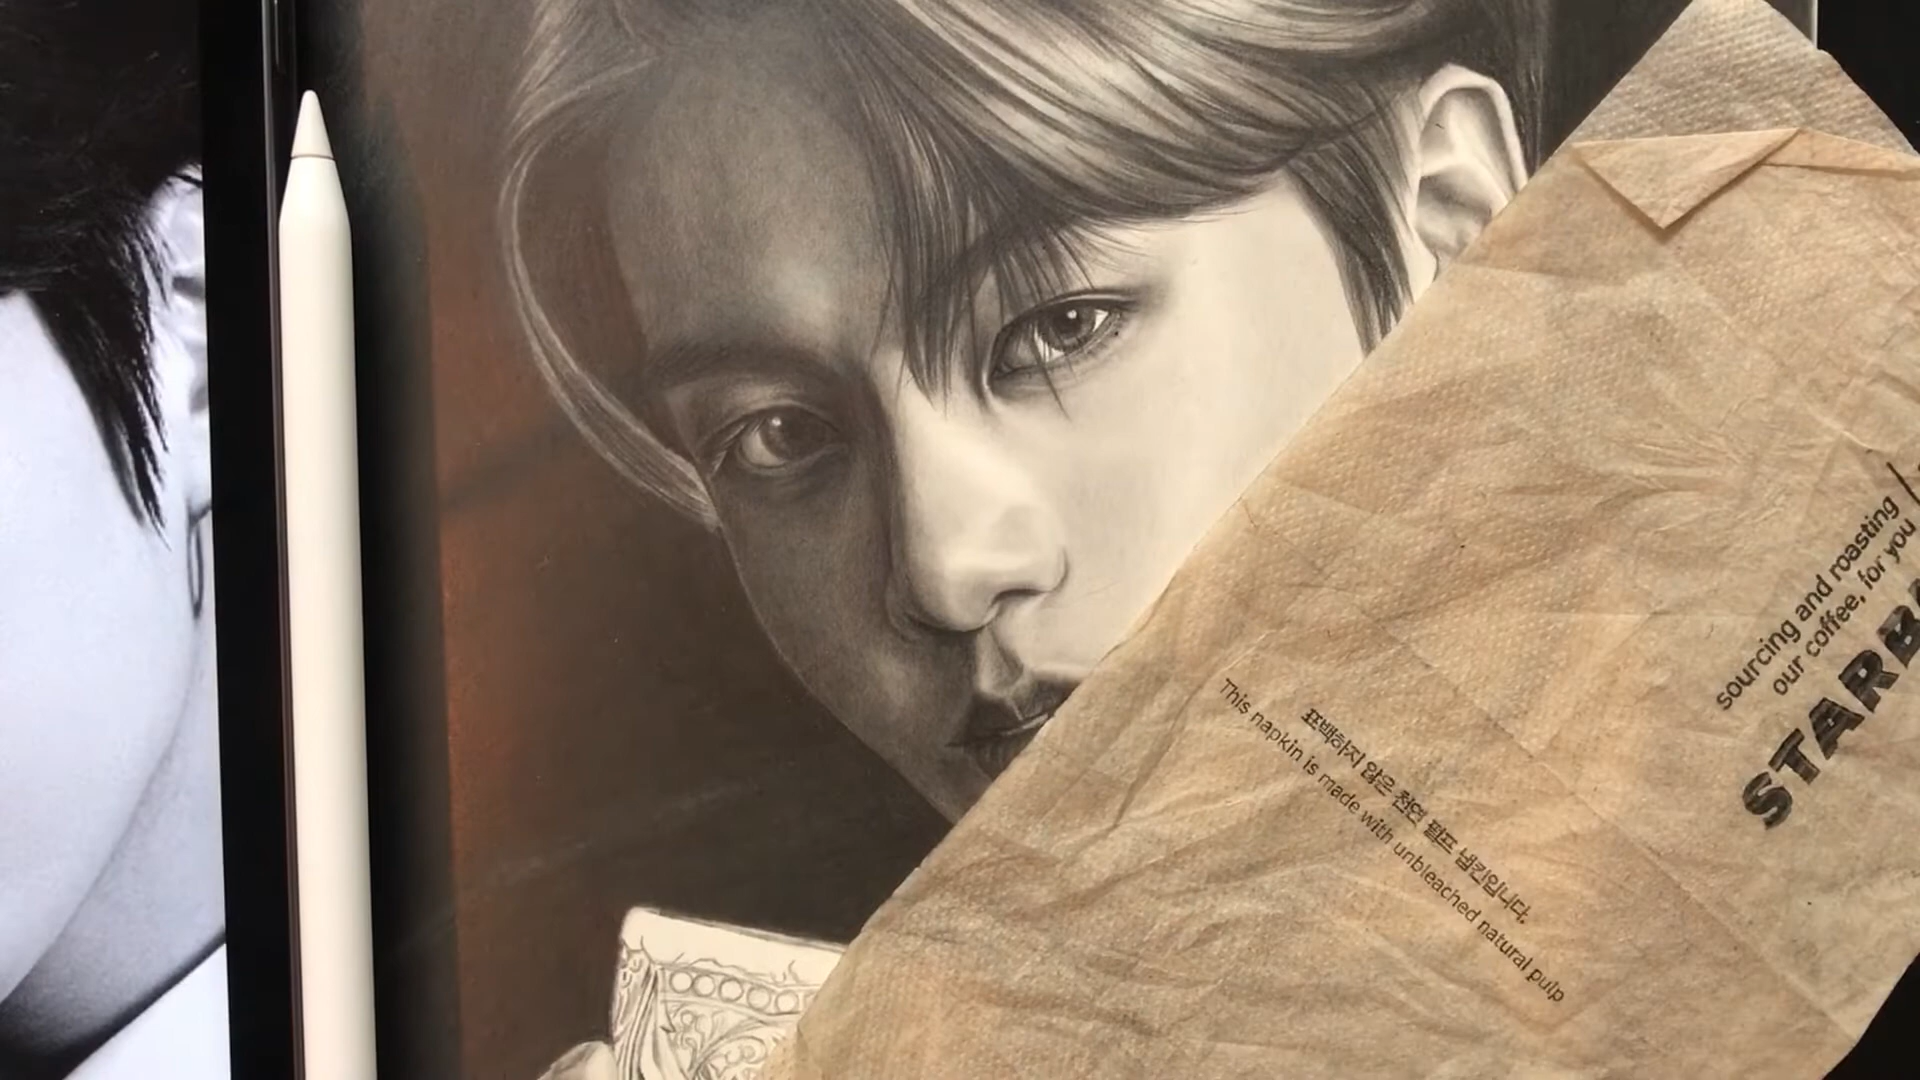 sourcing and roasting
our coffee, for you
STARB
표백하지 않은 천연 펄프 냅킨입니다.
This napkin is made with unbleached natural pulp